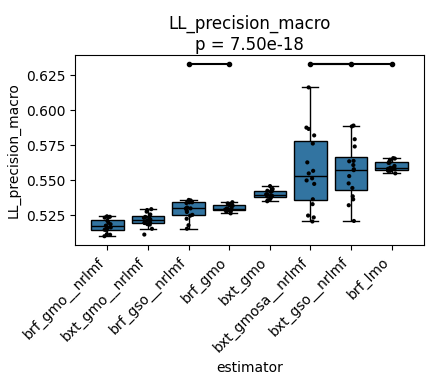 LL_precision_macro
p = 7.50e-18
LL_precision_macro
0.625
0.600
0.575
0.550
0.525
brf_gmo__nrlmf
bxt_gmo__nrlmf
brf_gso__nrlmf
brf_gmo
bxt_gmo
bxt_gmosa__nrlmf
bxt_gso__nrlmf
brf_lmo
estimator